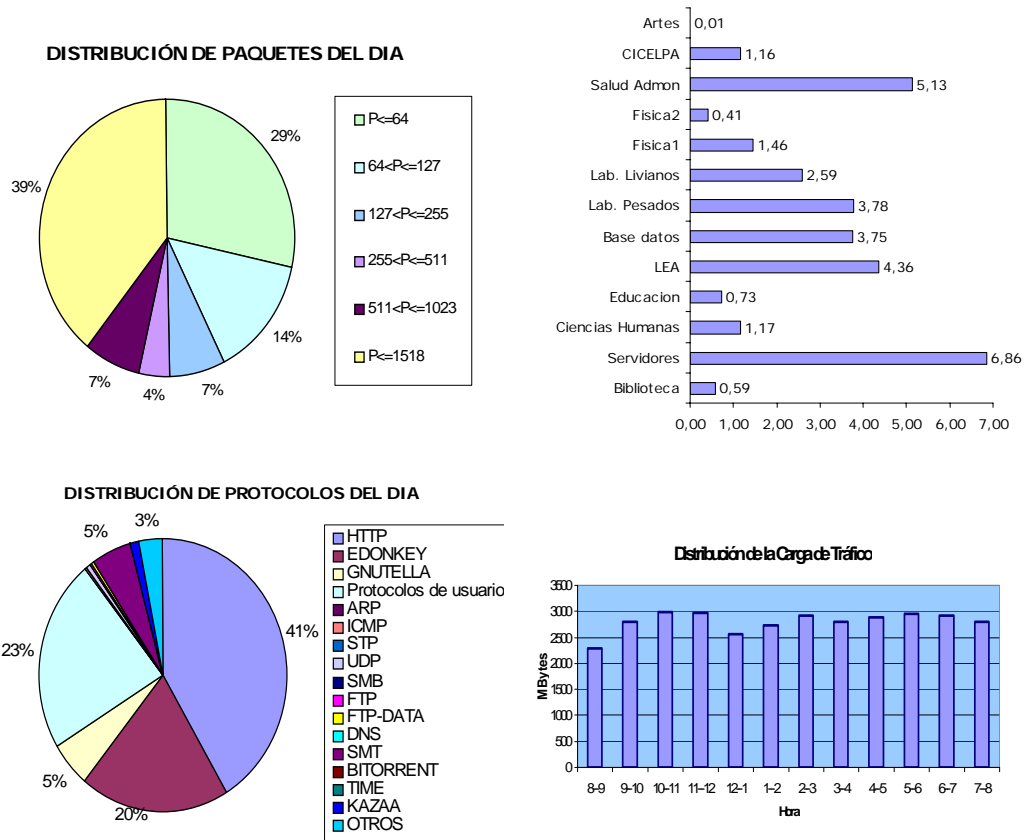 DISTRIBUCIÓN DE PAQUETES DEL DIA
29%
14%
7%
4%
7%
39%
P<=64
64<P<=127
127<P<=255
255<P<=511
511<P<=1023
P<=1518
Artes 0,01
CICELPA 1,16
Salud Admon 5,13
Fisica2 0,41
Fisica1 1,46
Lab. Livianos 2,59
Lab. Pesados 3,78
Base datos 3,75
LEA 4,36
Educacion 0,73
Ciencias Humanas 1,17
Servidores 6,86
Biblioteca 0,59
0,00 1,00 2,00 3,00 4,00 5,00 6,00 7,00
DISTRIBUCIÓN DE PROTOCOLOS DEL DIA
5%
3%
41%
23%
5%
20%
HTTP
EDONKEY
GNUTELLA
Protocolos de usuario
ARP
ICMP
STP
UDP
SMB
FTP
FTP-DATA
DNS
SMT
BITORRENT
TIME
KAZAA
OTROS
Distribución de la Carga de Tráfico
MBytes
3500
3000
2500
2000
1500
1000
500
0
8-9 9-10 10-11 11-12 12-1 1-2 2-3 3-4 4-5 5-6 6-7 7-8
Hora